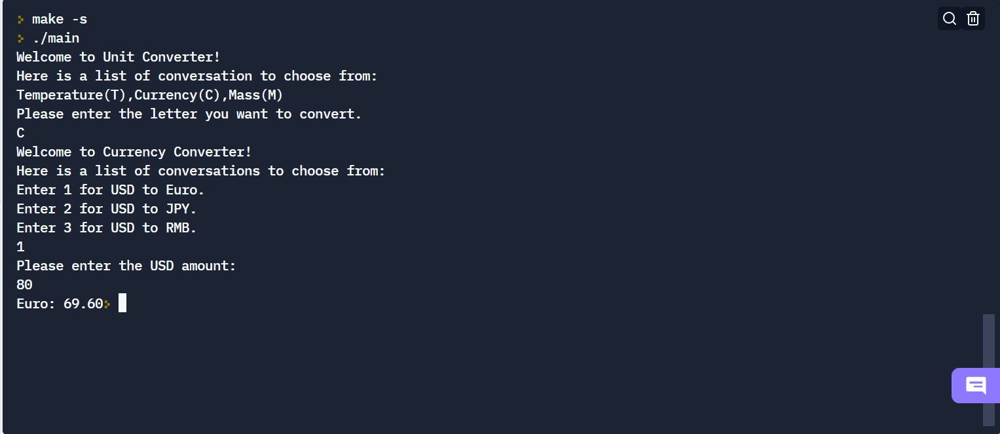 > make -s
> ./main
Welcome to Unit Converter!
Here is a list of conversation to choose from:
Temperature(T),Currency(C),Mass(M)
Please enter the letter you want to convert.
C
Welcome to Currency Converter!
Here is a list of conversations to choose from:
Enter 1 for USD to Euro.
Enter 2 for USD to JPY.
Enter 3 for USD to RMB.
1
Please enter the USD amount:
80
Euro: 69.60>